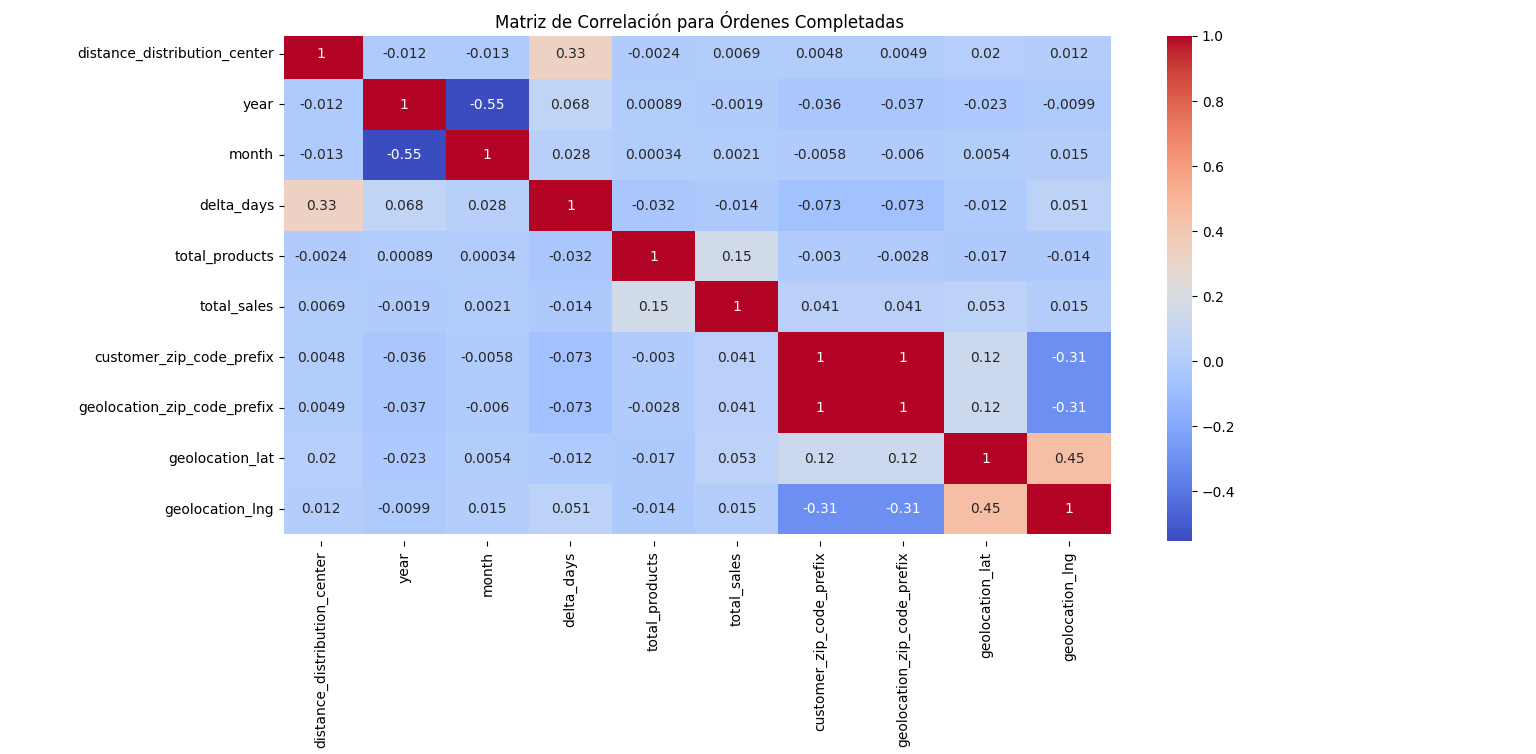 Matriz de Correlación para Órdenes Completadas
distance_distribution_center 1 -0.012 -0.013 0.33 -0.0024 0.0069 0.0048 0.0049 0.02 0.012
year -0.012 1 -0.55 0.068 0.00089 -0.0019 -0.036 -0.037 -0.023 -0.0099
month -0.013 -0.55 1 0.028 0.00034 0.0021 -0.0058 -0.006 0.0054 0.015
delta_days 0.33 0.068 0.028 1 -0.032 -0.014 -0.073 -0.073 -0.012 0.051
total_products -0.0024 0.00089 0.00034 -0.032 1 0.15 -0.003 -0.0028 -0.017 -0.014
total_sales 0.0069 -0.0019 0.0021 -0.014 0.15 1 0.041 0.041 0.053 0.015
customer_zip_code_prefix 0.0048 -0.036 -0.0058 -0.073 -0.003 0.041 1 1 0.12 -0.31
geolocation_zip_code_prefix 0.0049 -0.037 -0.006 -0.073 -0.0028 0.041 1 1 0.12 -0.31
geolocation_lat 0.02 -0.023 0.0054 -0.012 -0.017 0.053 0.12 0.12 1 0.45
geolocation_lng 0.012 -0.0099 0.015 0.051 -0.014 0.015 -0.31 -0.31 0.45 1
distance_distribution_center
year
month
delta_days
total_products
total_sales
customer_zip_code_prefix
geolocation_zip_code_prefix
geolocation_lat
geolocation_lng
1.0
0.8
0.6
0.4
0.2
0.0
−0.2
−0.4